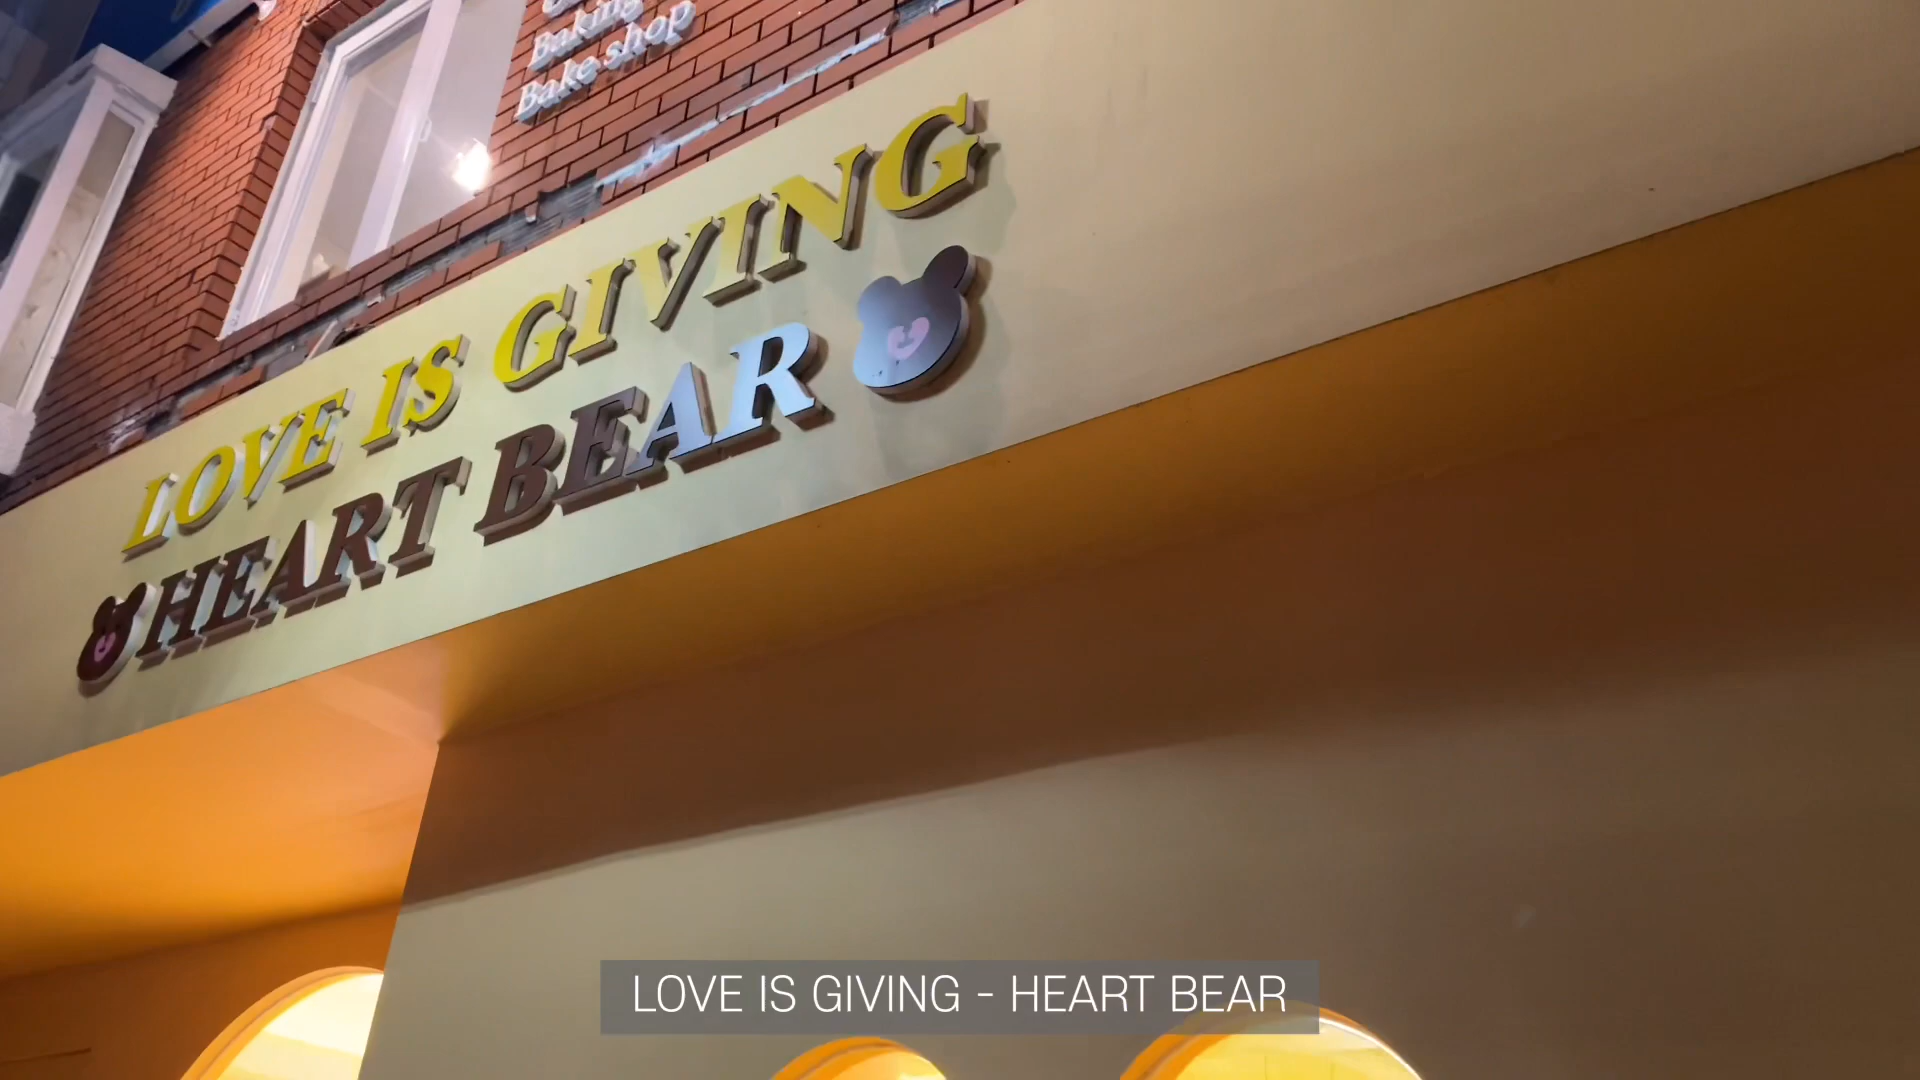 Baking
Bake shop
LOVE IS GIVING
HEART BEAR
LOVE IS GIVING - HEART BEAR